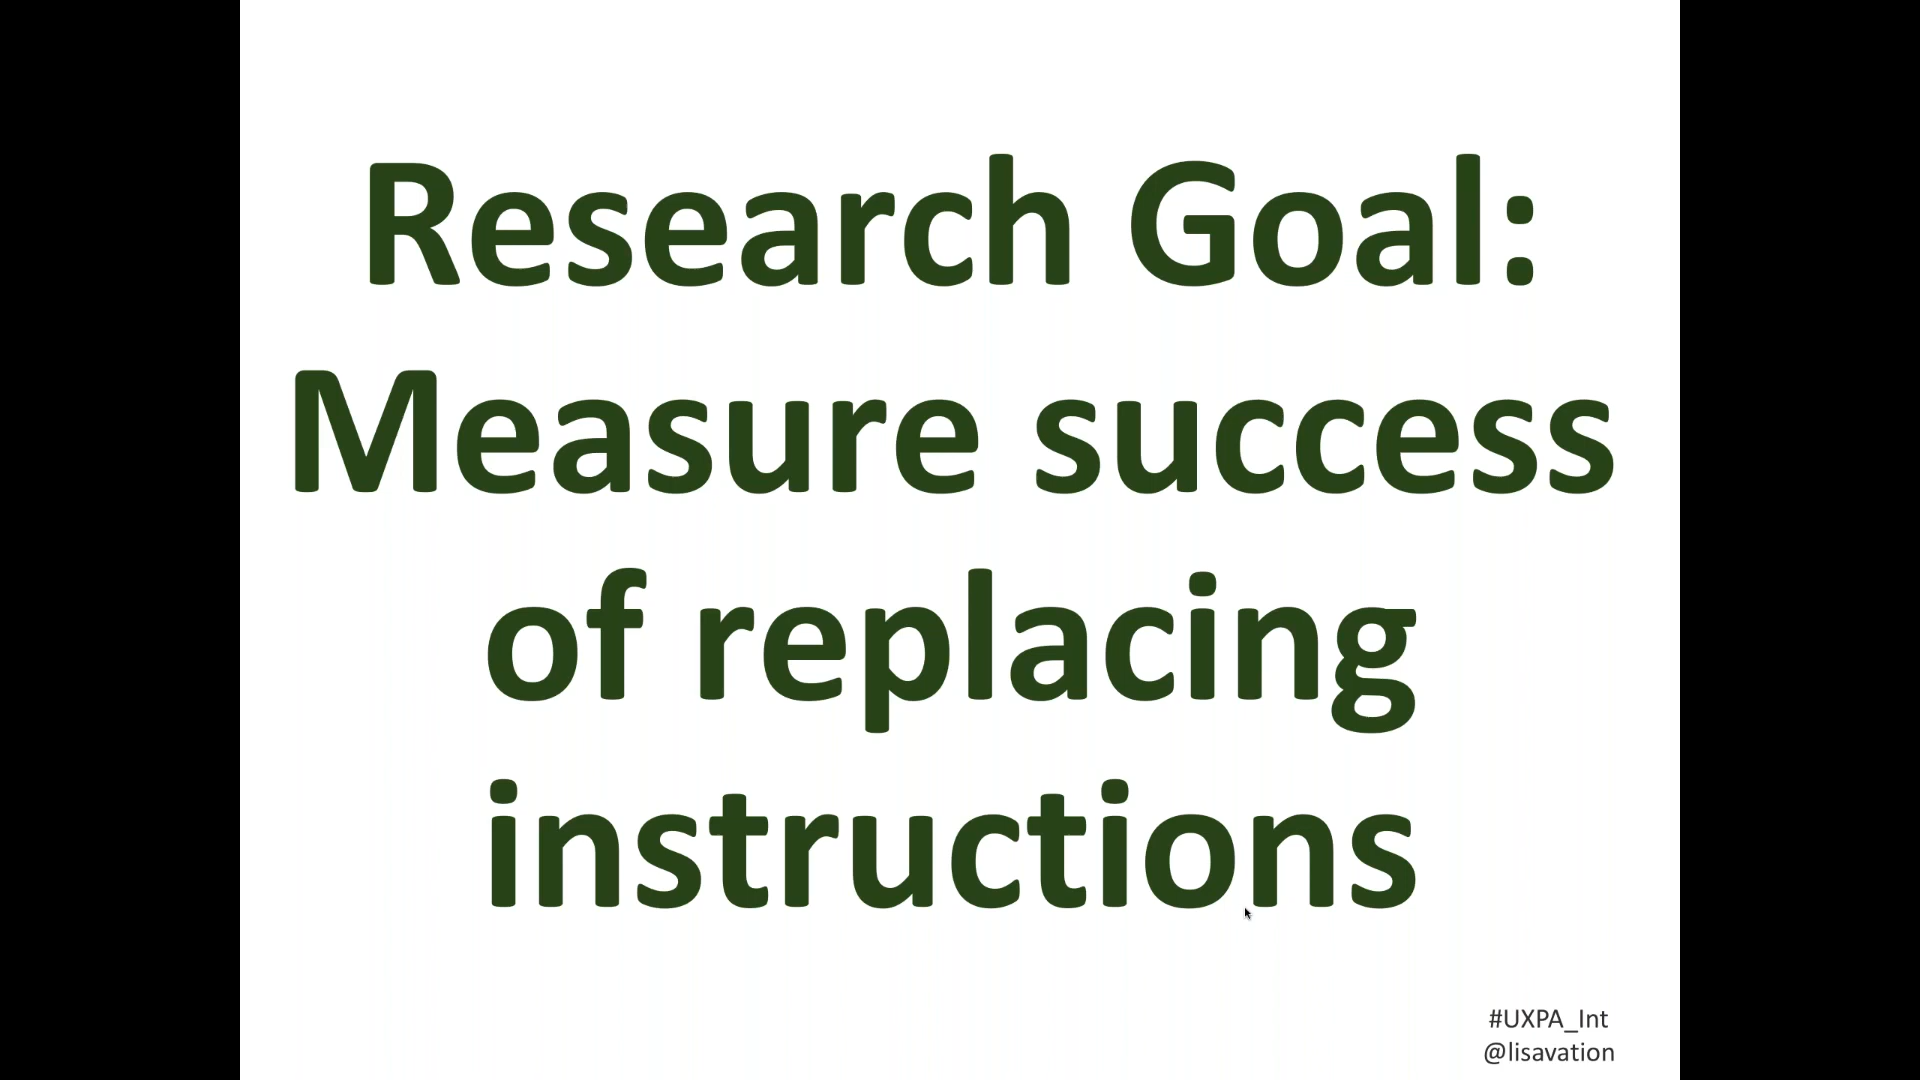 Research Goal:
Measure success
of replacing
instructions
#UXPA_Int
@lisavation